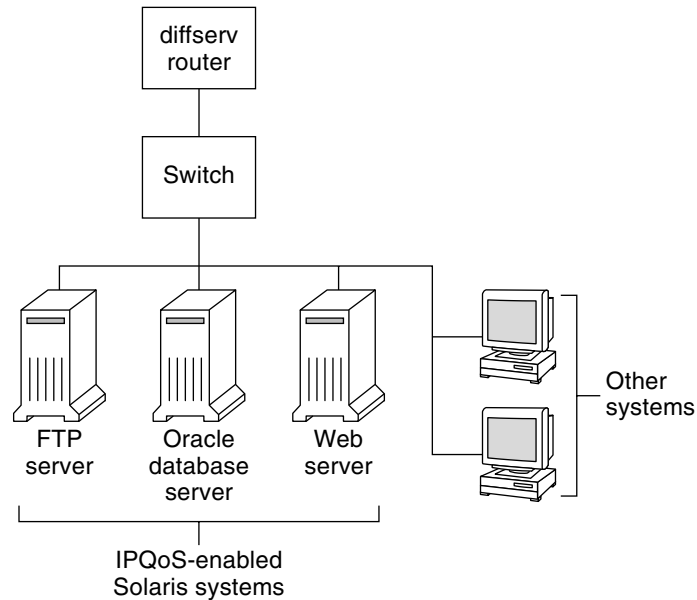 diffserv
router
Switch
FTP
server
Oracle
database
server
Web
server
Other
systems
IPQoS-enabled
Solaris systems